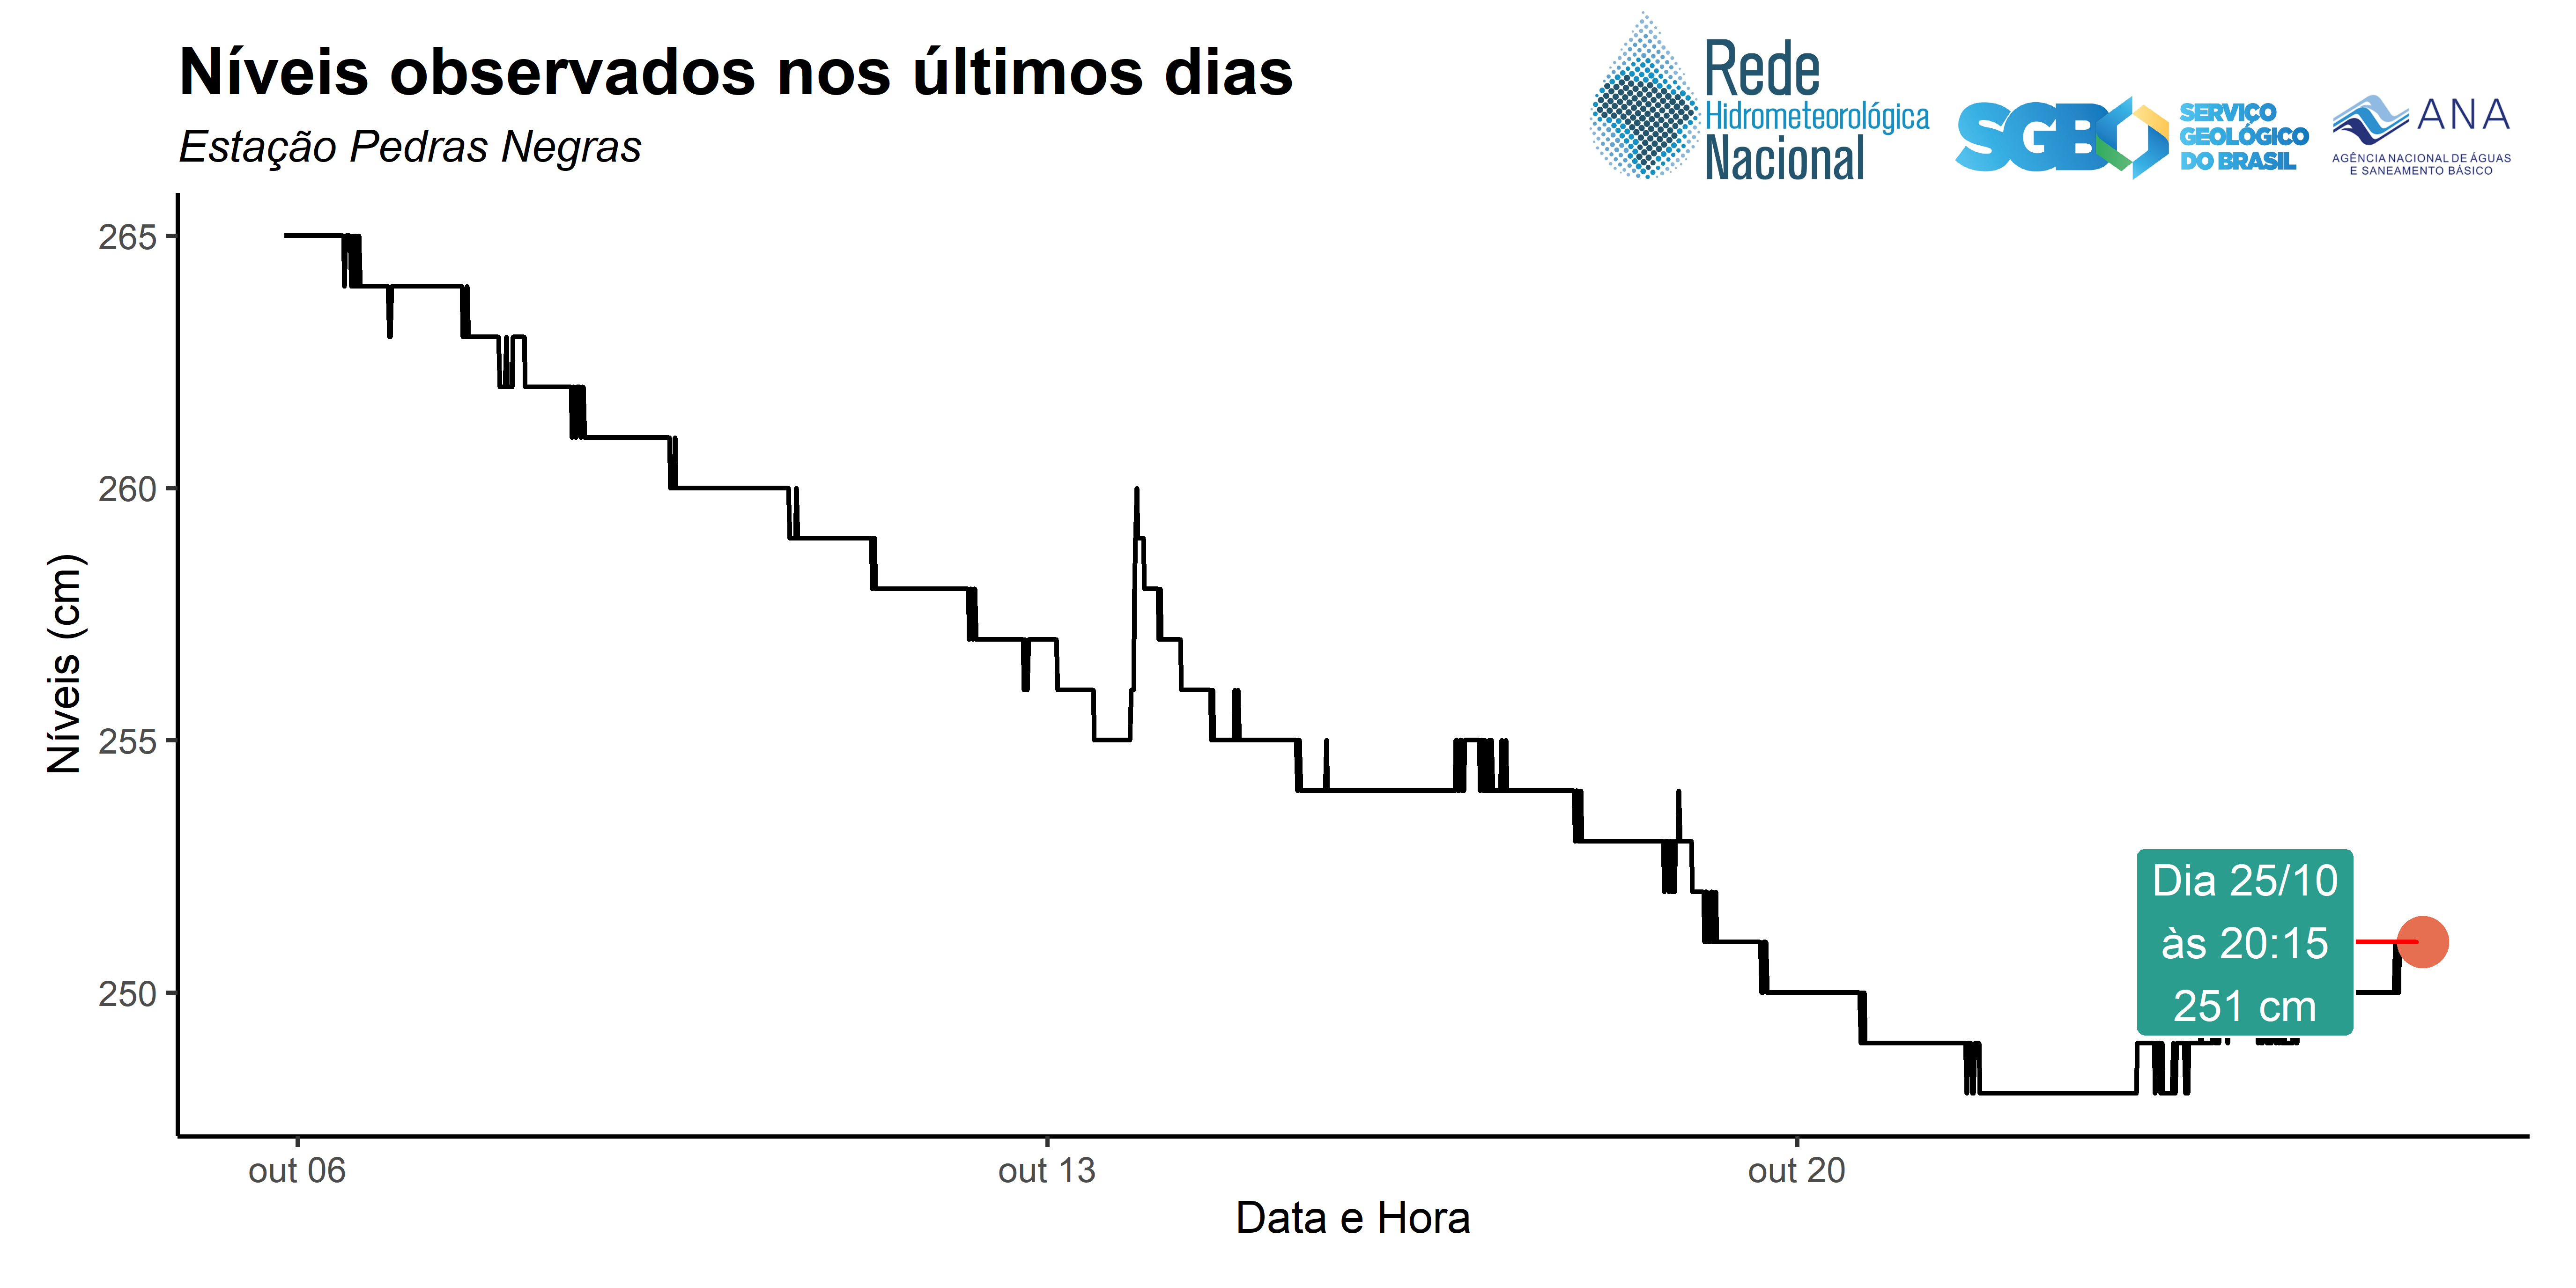 Níveis observados nos últimos dias
Estação Pedras Negras
Rede
Hidrometeorológica
Nacional
SGB
SERVIÇO
GEOLÓGICO
DO BRASIL
ANA
AGÊNCIA NACIONAL DE ÁGUAS
E SANEAMENTO BÁSICO
Níveis (cm)
265
260
255
250
Dia 25/10
às 20:15
251 cm
out 06
out 13
out 20
Data e Hora